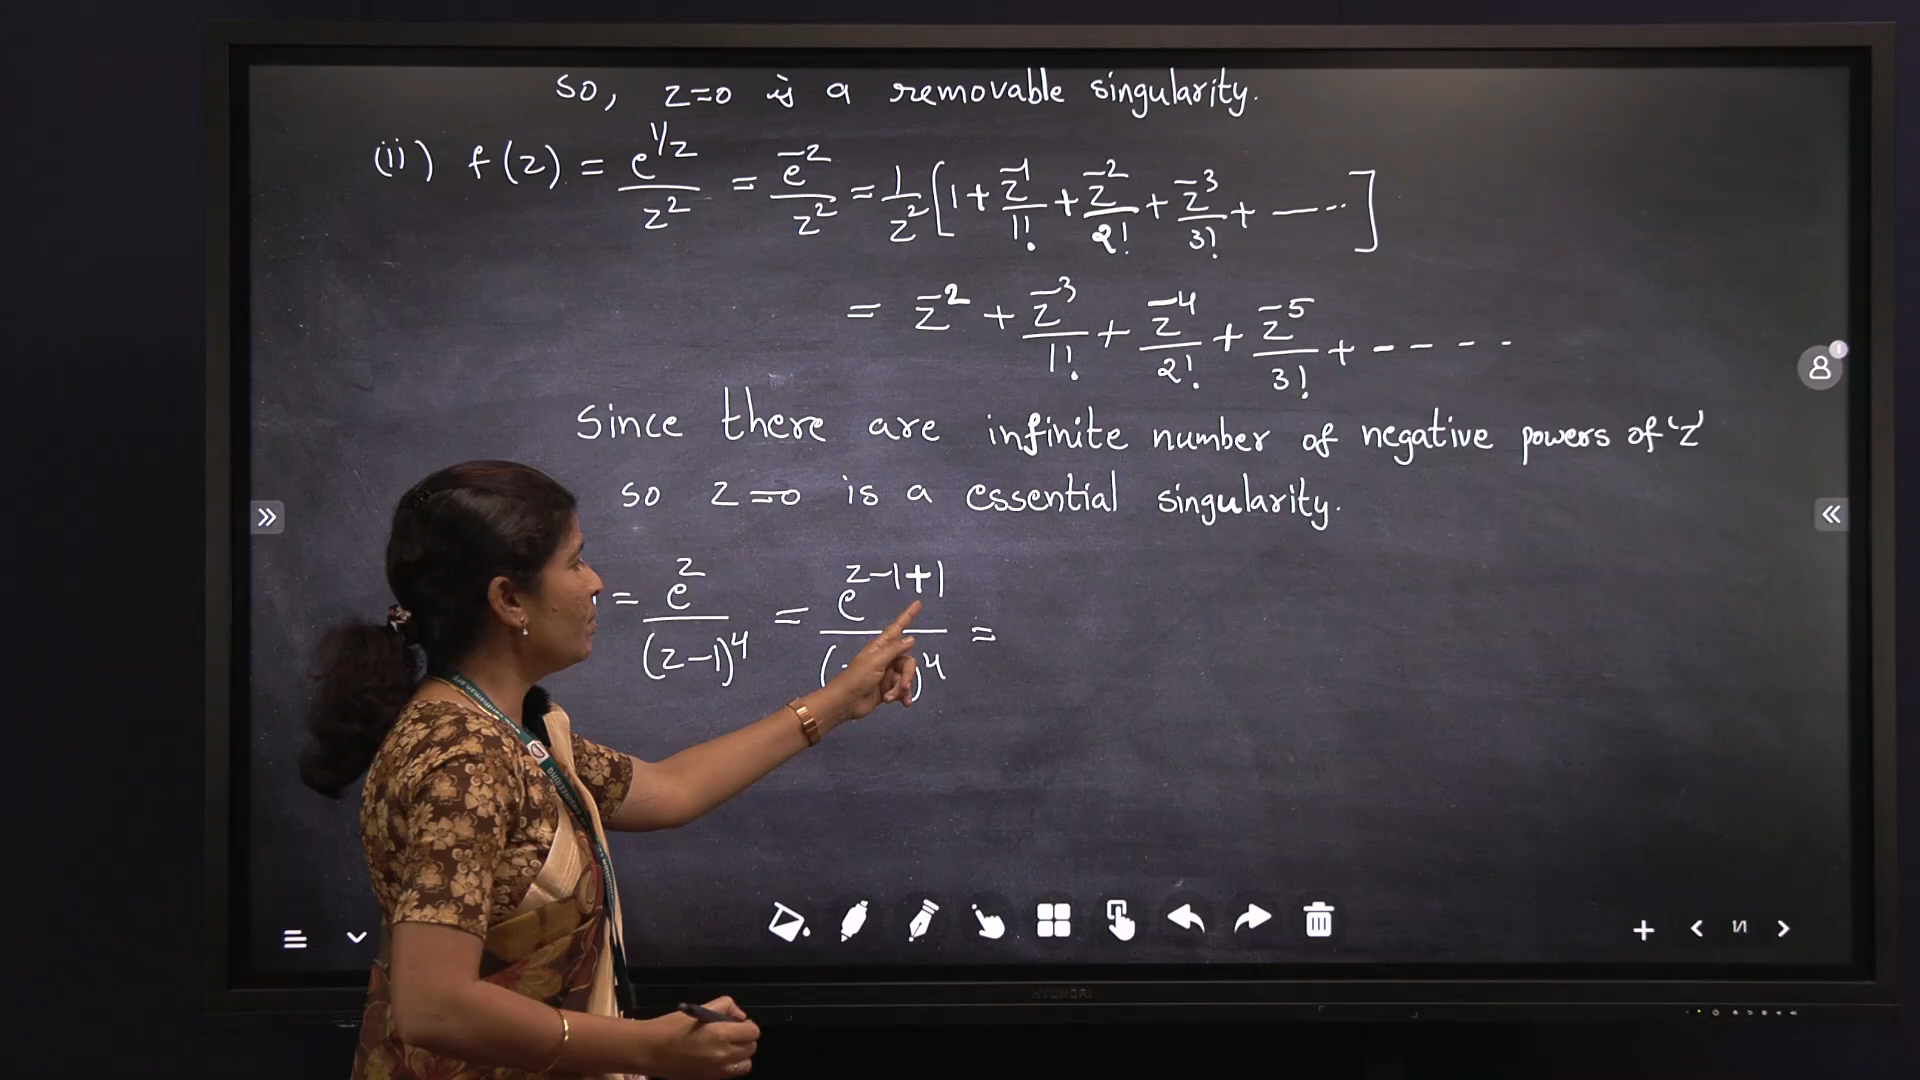 so, z=0 is a removable singularity.
(ii) f(z) = e^{1/z}/z^2 = e^{-z}/z^2 = 1/z^2 [1 + z^{-1}/1! + z^{-2}/2! + z^{-3}/3! + ----]
= z^{-2} + z^{-3}/1! + z^{-4}/2! + z^{-5}/3! + ----
Since there are infinite number of negative powers of 'z'
so z=0 is a essential singularity.
= e^z/(z-1)^4 = e^{z-1+1}/( )^4 =
1/1
HYUNDAI